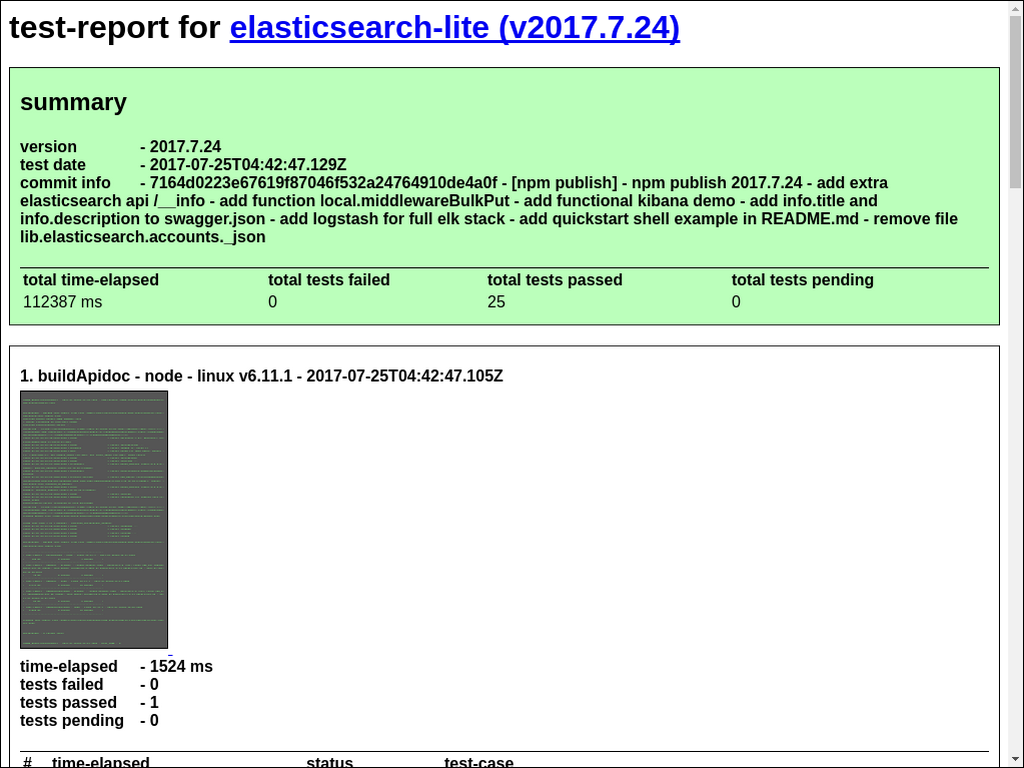 test-report for elasticsearch-lite (v2017.7.24)
summary
version - 2017.7.24
test date - 2017-07-25T04:42:47.129Z
commit info - 7164d0223e67619f87046f532a24764910de4a0f - [npm publish] - npm publish 2017.7.24 - add extra
elasticsearch api /__info - add function local.middlewareBulkPut - add functional kibana demo - add info.title and
info.description to swagger.json - add logstash for full elk stack - add quickstart shell example in README.md - remove file
lib.elasticsearch.accounts._json
total time-elapsed total tests failed total tests passed total tests pending
112387 ms 0 25 0
1. buildApidoc - node - linux v6.11.1 - 2017-07-25T04:42:47.105Z
time-elapsed - 1524 ms
tests failed - 0
tests passed - 1
tests pending - 0
# time-elapsed status test-case